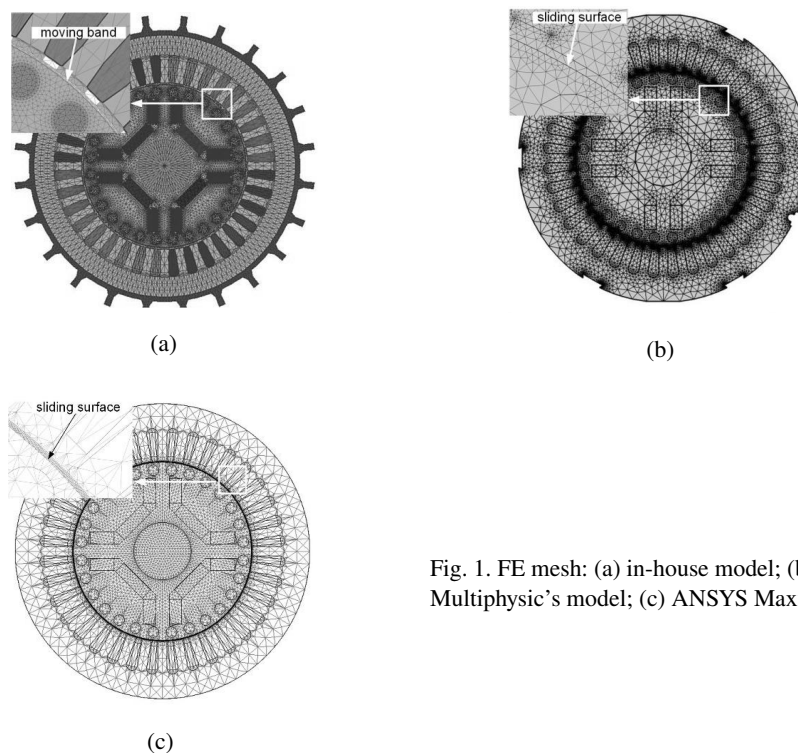 moving band
sliding surface
(a)
(b)
sliding surface
Fig. 1. FE mesh: (a) in-house model; (b
Multiphysic's model; (c) ANSYS Max
(c)